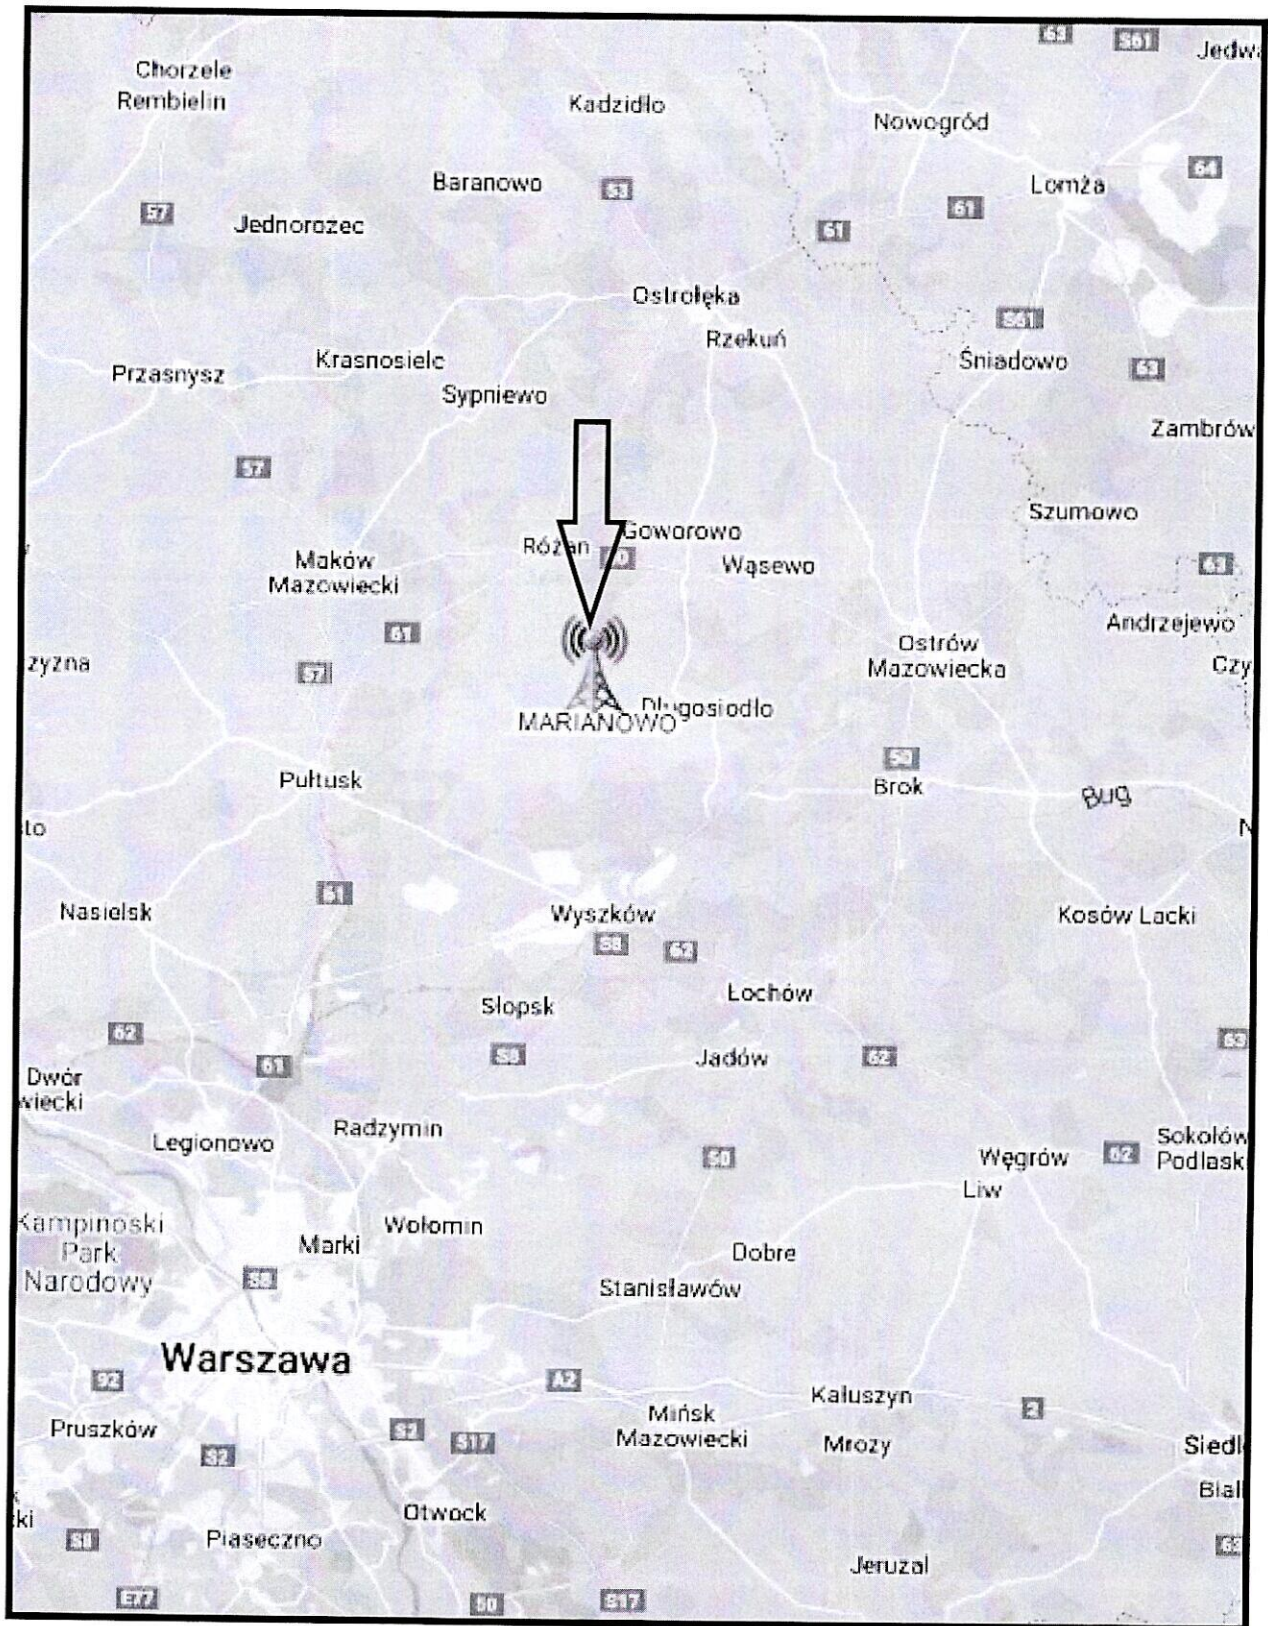 63
S61
Jedwa
Chorzele
Rembielin
Kadzidło
Nowogród
64
Baranowo
53
Łomża
57
61
Jednorożec
61
Ostrołęka
S61
Rzekuń
Krasnosielc
Śniadowo
63
Przasnysz
Sypniewo
Zambrów
57
Szumowo
Goworowo
Różan
Maków
Mazowiecki
Wąsewo
63
61
Andrzejewo
Ostrów
Mazowiecka
zyzna
57
Czy
Długosiodło
MARIANOWO
50
Pułtusk
Brok
Bug
to
N
61
Nasielsk
Wyszków
Kosów Lacki
S8
62
Łochów
Słopsk
62
63
S8
Jadów
62
61
Dwór
wiecki
Radzymin
Legionowo
50
Węgrów
62
Sokołów
Podlask
Liw
Kampinoski
Park
Narodowy
Wołomin
Marki
Dobre
S8
Stanisławów
Warszawa
92
A2
Kałuszyn
2
Mińsk
Mazowiecki
Pruszków
S2
S17
Mrozy
Siedl
S2
Biall
Otwock
ki
S8
Piaseczno
63
Jeruzal
E77
50
S17